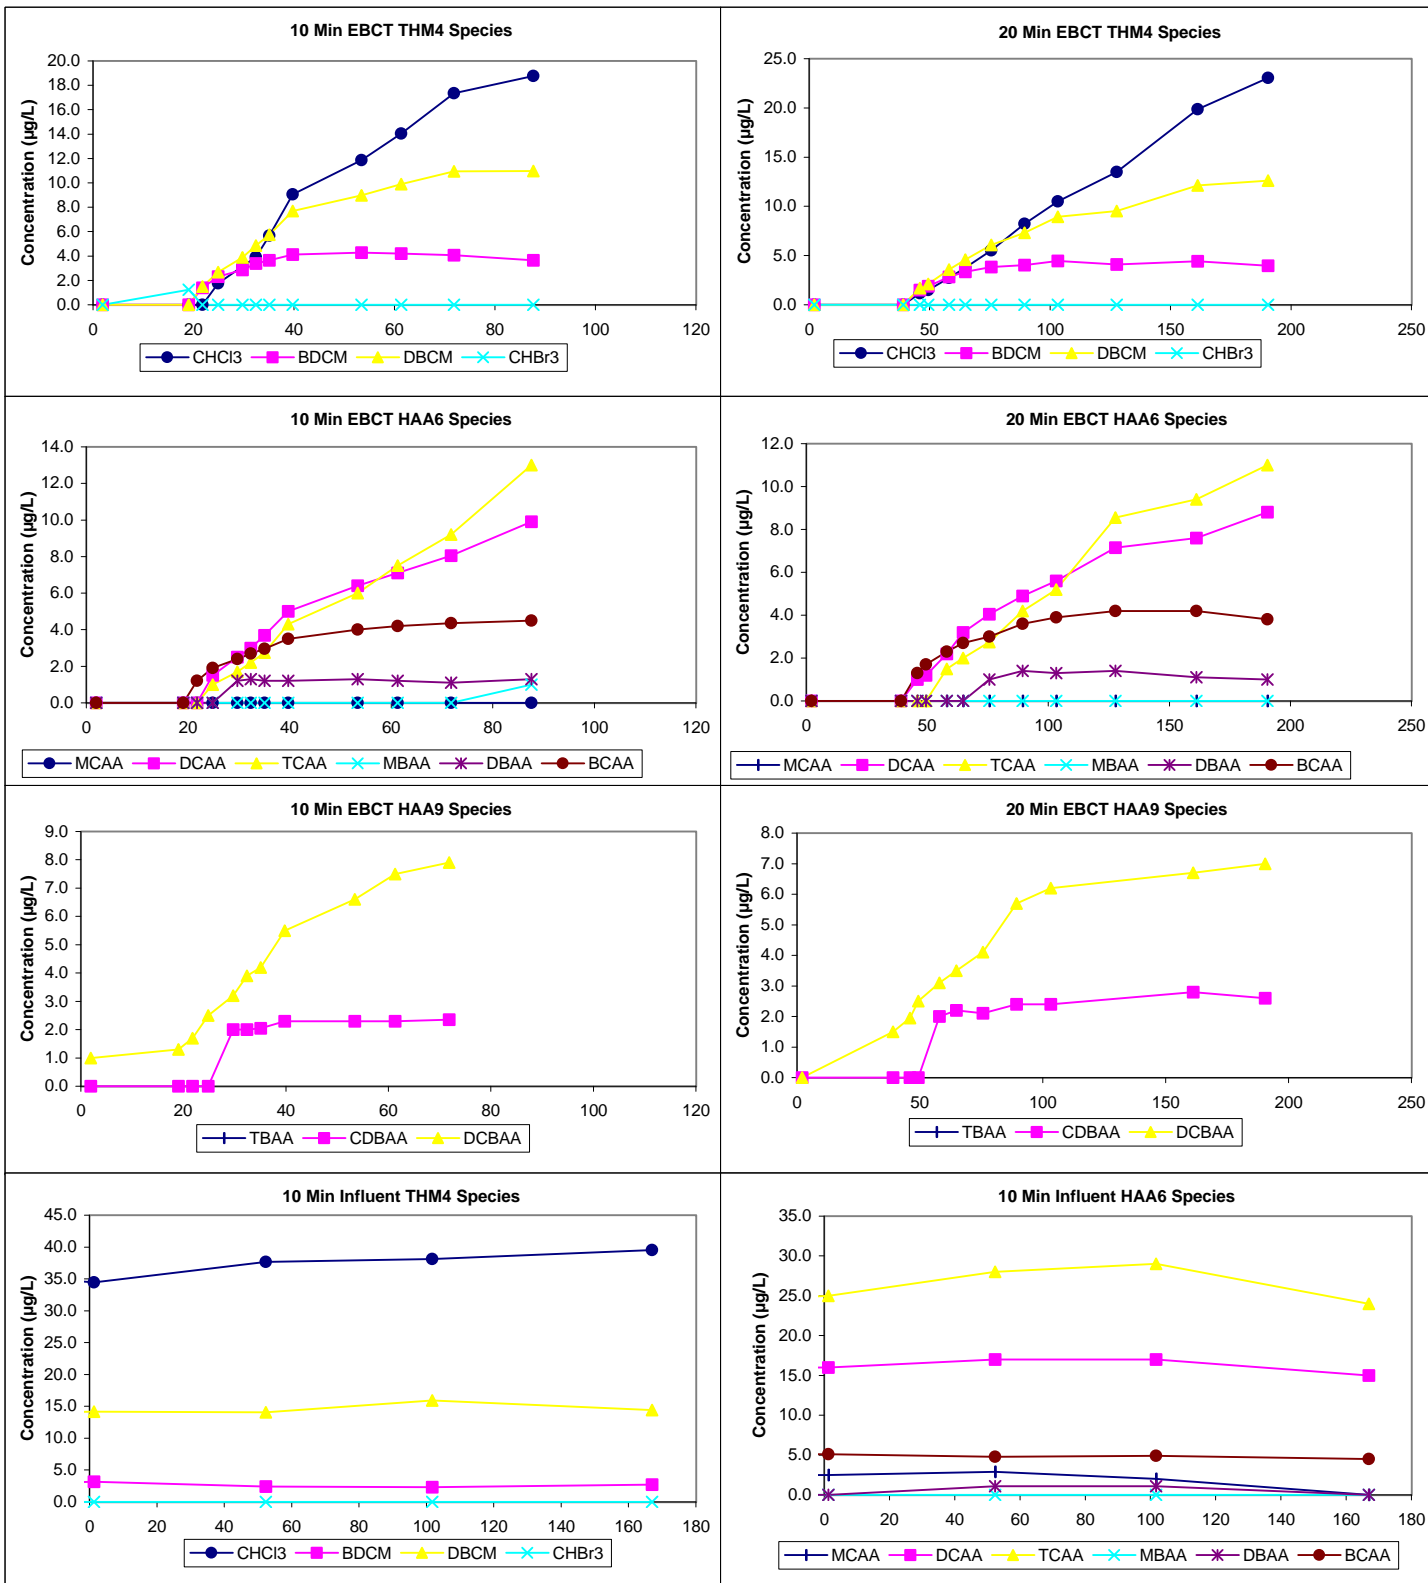 10 Min EBCT THM4 Species
Concentration (µg/L)
20.0
18.0
16.0
14.0
12.0
10.0
8.0
6.0
4.0
2.0
0.0
0 20 40 60 80 100 120
CHCl3 BDCM DBCM CHBr3
20 Min EBCT THM4 Species
Concentration (µg/L)
25.0
20.0
15.0
10.0
5.0
0.0
0 50 100 150 200 250
CHCl3 BDCM DBCM CHBr3
10 Min EBCT HAA6 Species
Concentration (µg/L)
14.0
12.0
10.0
8.0
6.0
4.0
2.0
0.0
0 20 40 60 80 100 120
MCAA DCAA TCAA MBAA DBAA BCAA
20 Min EBCT HAA6 Species
Concentration (µg/L)
12.0
10.0
8.0
6.0
4.0
2.0
0.0
0 50 100 150 200 250
MCAA DCAA TCAA MBAA DBAA BCAA
10 Min EBCT HAA9 Species
Concentration (µg/L)
9.0
8.0
7.0
6.0
5.0
4.0
3.0
2.0
1.0
0.0
0 20 40 60 80 100 120
TBAA CDBAA DCBAA
20 Min EBCT HAA9 Species
Concentration (µg/L)
8.0
7.0
6.0
5.0
4.0
3.0
2.0
1.0
0.0
0 50 100 150 200 250
TBAA CDBAA DCBAA
10 Min Influent THM4 Species
Concentration (µg/L)
45.0
40.0
35.0
30.0
25.0
20.0
15.0
10.0
5.0
0.0
0 20 40 60 80 100 120 140 160 180
CHCl3 BDCM DBCM CHBr3
10 Min Influent HAA6 Species
Concentration (µg/L)
35.0
30.0
25.0
20.0
15.0
10.0
5.0
0.0
0 20 40 60 80 100 120 140 160 180
MCAA DCAA TCAA MBAA DBAA BCAA